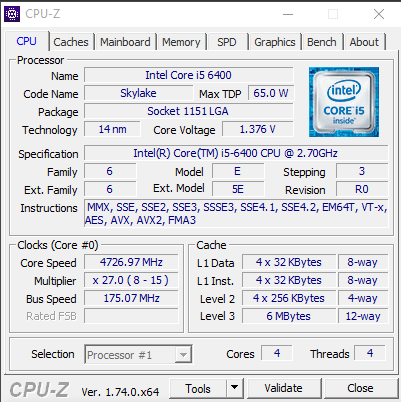 CPU-Z
CPU Caches Mainboard Memory SPD Graphics Bench About
Processor
Name Intel Core i5 6400
Code Name Skylake Max TDP 65.0 W
Package Socket 1151 LGA
Technology 14 nm Core Voltage 1.376 V
intel
CORE i5
inside™
Specification Intel(R) Core(TM) i5-6400 CPU @ 2.70GHz
Family 6 Model E Stepping 3
Ext. Family 6 Ext. Model 5E Revision R0
Instructions MMX, SSE, SSE2, SSE3, SSSE3, SSE4.1, SSE4.2, EM64T, VT-x,
AES, AVX, AVX2, FMA3
Clocks (Core #0)
Core Speed 4726.97 MHz
Multiplier x 27.0 ( 8 - 15 )
Bus Speed 175.07 MHz
Rated FSB
Cache
L1 Data 4 x 32 KBytes 8-way
L1 Inst. 4 x 32 KBytes 8-way
Level 2 4 x 256 KBytes 4-way
Level 3 6 MBytes 12-way
Selection Processor #1 Cores 4 Threads 4
CPU-Z Ver. 1.74.0.x64 Tools Validate Close